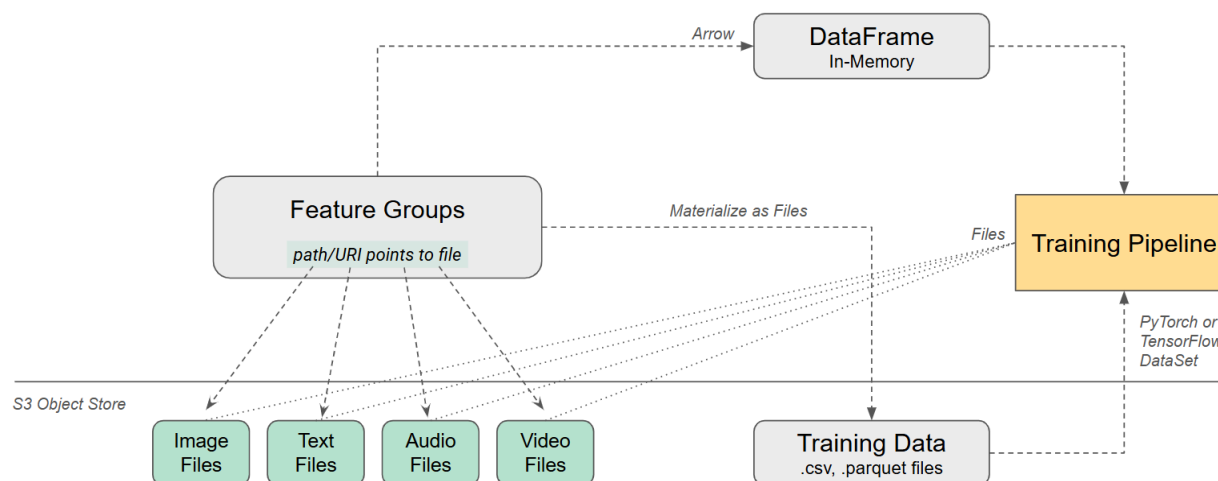 Arrow
DataFrame
In-Memory
Feature Groups
path/URI points to file
Materialize as Files
Files
Training Pipeline
PyTorch or
TensorFlow
DataSet
S3 Object Store
Image
Files
Text
Files
Audio
Files
Video
Files
Training Data
.csv, .parquet files